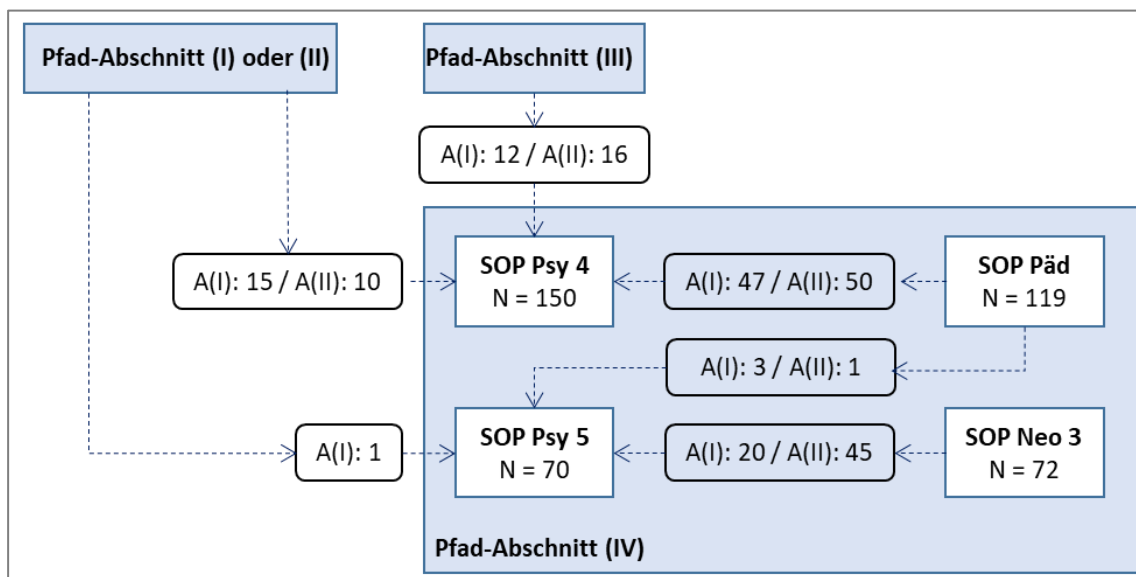 Pfad-Abschnitt (I) oder (II)
Pfad-Abschnitt (III)
A(I): 12 / A(II): 16
A(I): 15 / A(II): 10
SOP Psy 4
N = 150
A(I): 47 / A(II): 50
SOP Päd
N = 119
A(I): 3 / A(II): 1
A(I): 1
SOP Psy 5
N = 70
A(I): 20 / A(II): 45
SOP Neo 3
N = 72
Pfad-Abschnitt (IV)